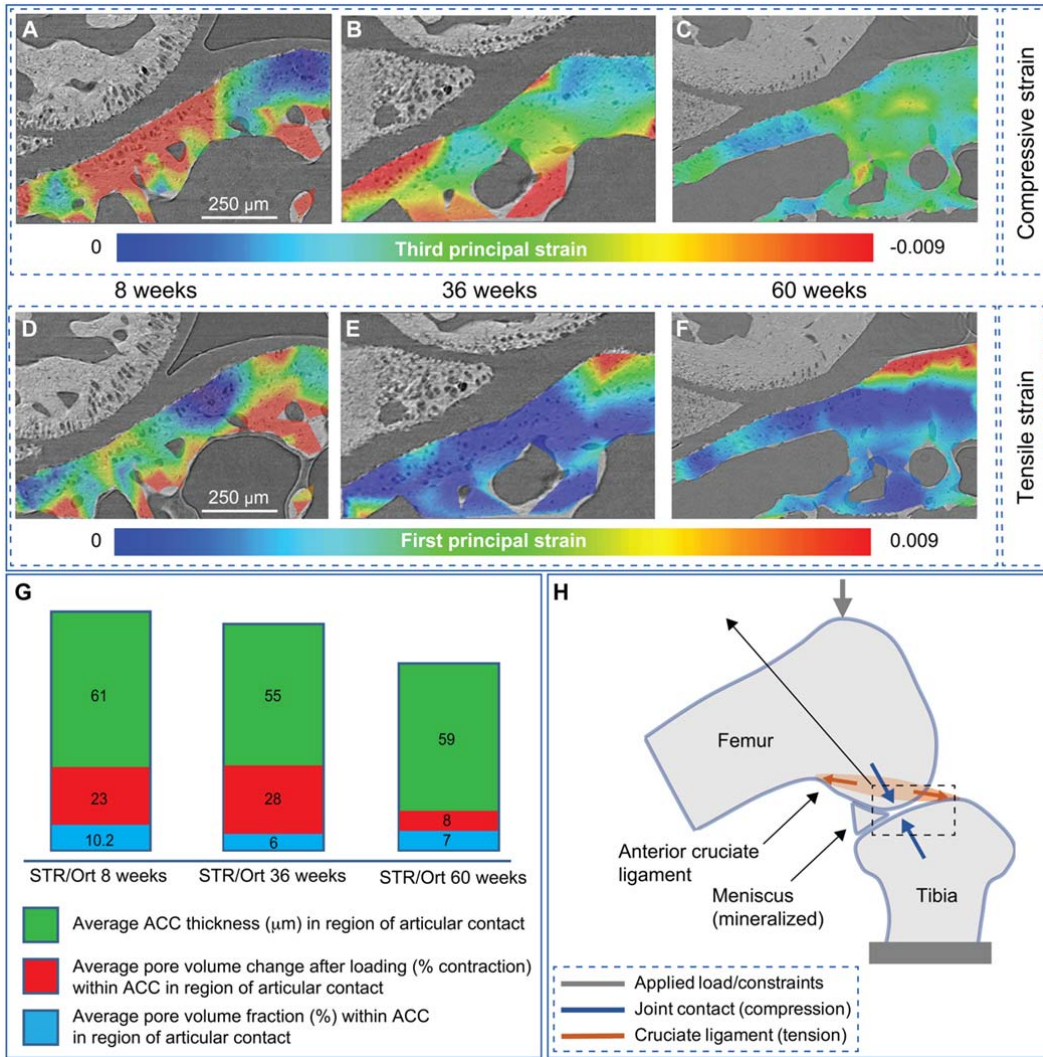 A
B
C
250 μm
0
Third principal strain
-0.009
Compressive strain
8 weeks
36 weeks
60 weeks
D
E
F
250 μm
0
First principal strain
0.009
Tensile strain
G
61
23
10.2
55
28
6
59
8
7
STR/Ort 8 weeks
STR/Ort 36 weeks
STR/Ort 60 weeks
Average ACC thickness (μm) in region of articular contact
Average pore volume change after loading (% contraction)
within ACC in region of articular contact
Average pore volume fraction (%) within ACC
in region of articular contact
H
Femur
Anterior cruciate
ligament
Meniscus
(mineralized)
Tibia
Applied load/constraints
Joint contact (compression)
Cruciate ligament (tension)